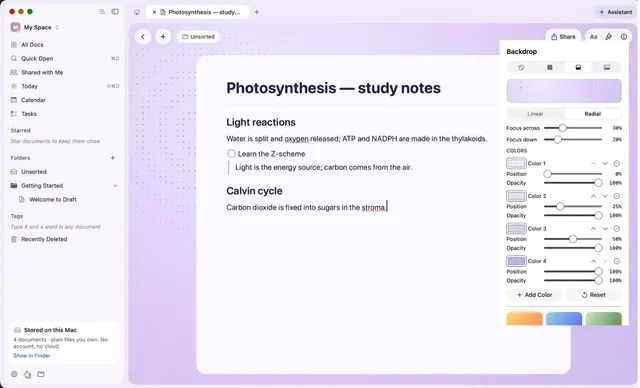 Photosynthesis — study...
Assistant
M My Space
All Docs
Quick Open ⌘O
Shared with Me
Today ⇧⌘O
Calendar
Tasks
Starred
Star documents to keep them close
Folders
Unsorted
Getting Started
Welcome to Draft
Tags
Type # and a word in any document
Recently Deleted
Stored on this Mac
4 documents · plain files you own. No account, no cloud.
Show in Finder
Unsorted
Share
Aa
Photosynthesis — study notes
Light reactions
Water is split and oxygen released; ATP and NADPH are made in the thylakoids.
Learn the Z-scheme
Light is the energy source; carbon comes from the air.
Calvin cycle
Carbon dioxide is fixed into sugars in the stroma.
Backdrop
Linear Radial
Focus across 30%
Focus down 20%
COLORS
Color 1
Position 0%
Opacity 100%
Color 2
Position 25%
Opacity 100%
Color 3
Position 50%
Opacity 100%
Color 4
Position 100%
Opacity 100%
Add Color Reset